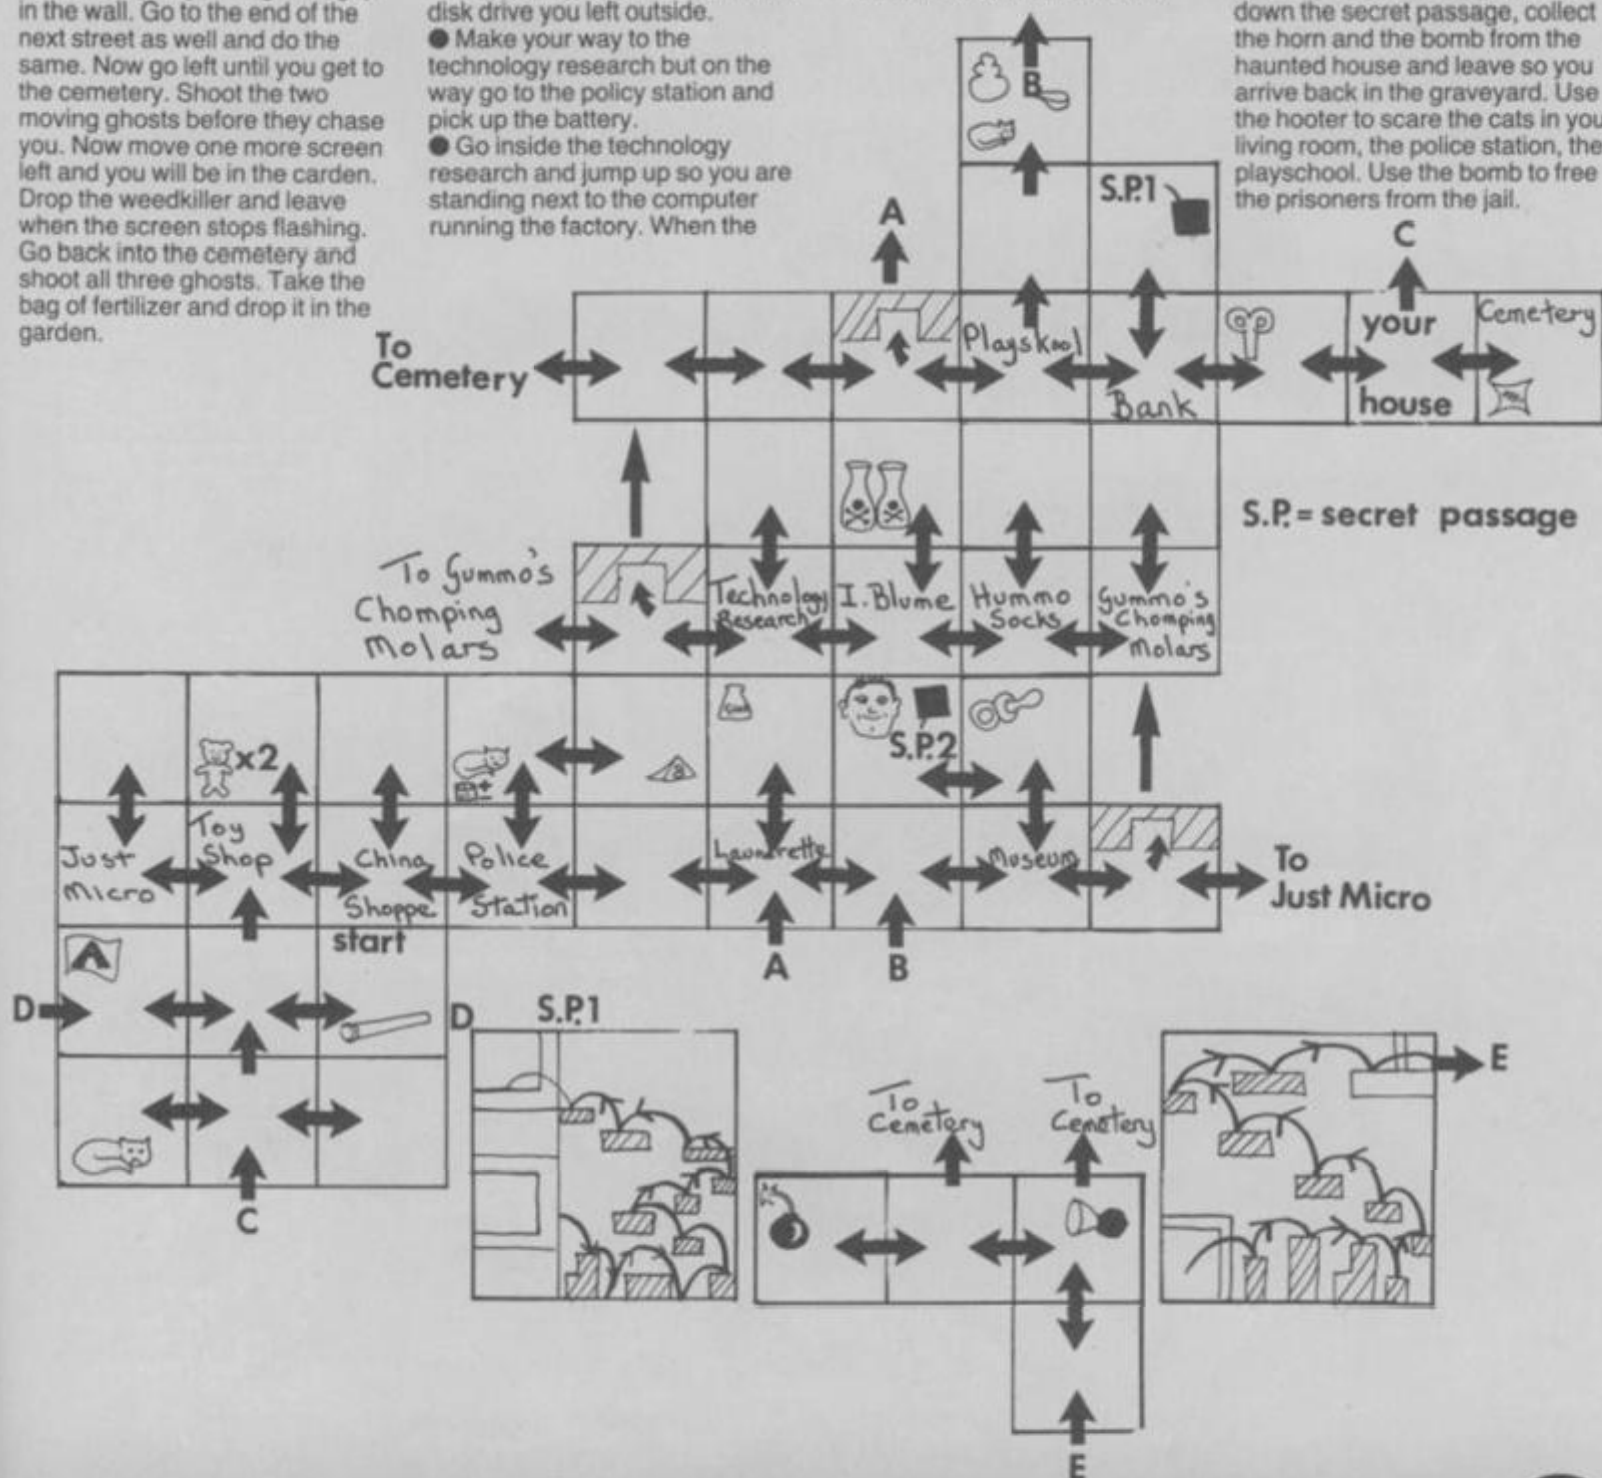 in the wall. Go to the end of the
next street as well and do the
same. Now go left until you get to
the cemetery. Shoot the two
moving ghosts before they chase
you. Now move one more screen
left and you will be in the carden.
Drop the weedkiller and leave
when the screen stops flashing.
Go back into the cemetery and
shoot all three ghosts. Take the
bag of fertilizer and drop it in the
garden.
disk drive you left outside.
● Make your way to the
technology research but on the
way go to the policy station and
pick up the battery.
● Go inside the technology
research and jump up so you are
standing next to the computer
running the factory. When the
down the secret passage, collect
the horn and the bomb from the
haunted house and leave so you
arrive back in the graveyard. Use
the hooter to scare the cats in you
living room, the police station, the
playschool. Use the bomb to free
the prisoners from the jail.
B
S.P.1
A
C
To
Cemetery
Playskool
Bank
your
house
Cemetery
S.P. = secret passage
To Gummo's
Chomping
Molars
Technology
Research
I. Blume
Hummo
Socks
Gummo's
Chomping
Molars
x2
S.P.2
Just
Micro
Toy
Shop
China
Shoppe
Police
Station
Laundrette
Museum
To
Just Micro
start
A
A
B
D
D
S.P.1
C
To
Cemetery
To
Cemetery
E
E